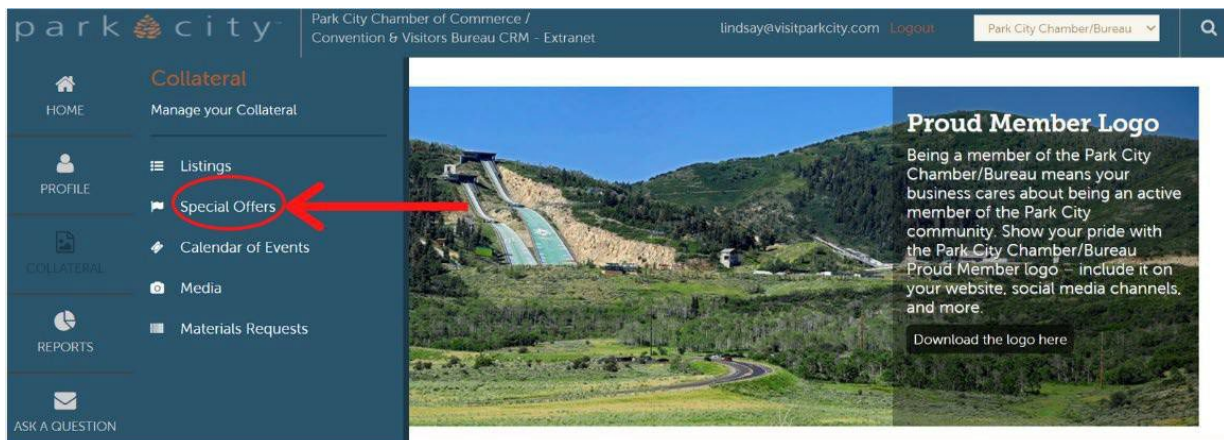 park city
Park City Chamber of Commerce /
Convention & Visitors Bureau CRM - Extranet
lindsay@visitparkcity.com Logout
Park City Chamber/Bureau
HOME
PROFILE
COLLATERAL
REPORTS
ASK A QUESTION
Collateral
Manage your Collateral
Listings
Special Offers
Calendar of Events
Media
Materials Requests
Proud Member Logo
Being a member of the Park City
Chamber/Bureau means your
business cares about being an active
member of the Park City
community. Show your pride with
the Park City Chamber/Bureau
Proud Member logo – include it on
your website, social media channels,
and more.
Download the logo here